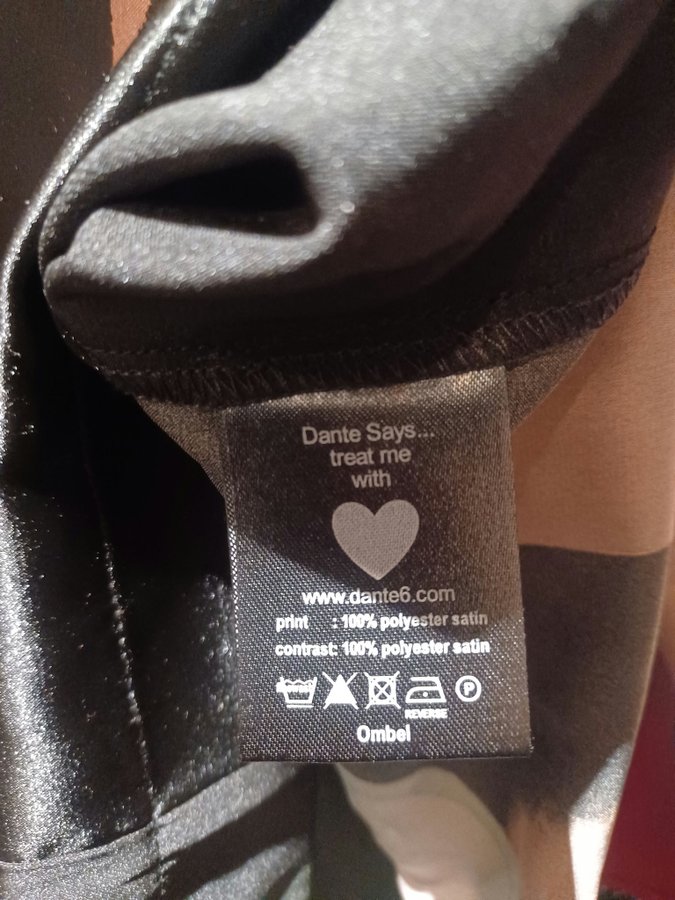 Dante Says...
treat me
with
www.dante6.com
print : 100% polyester satin
contrast: 100% polyester satin
REVERSE
P
Ombel